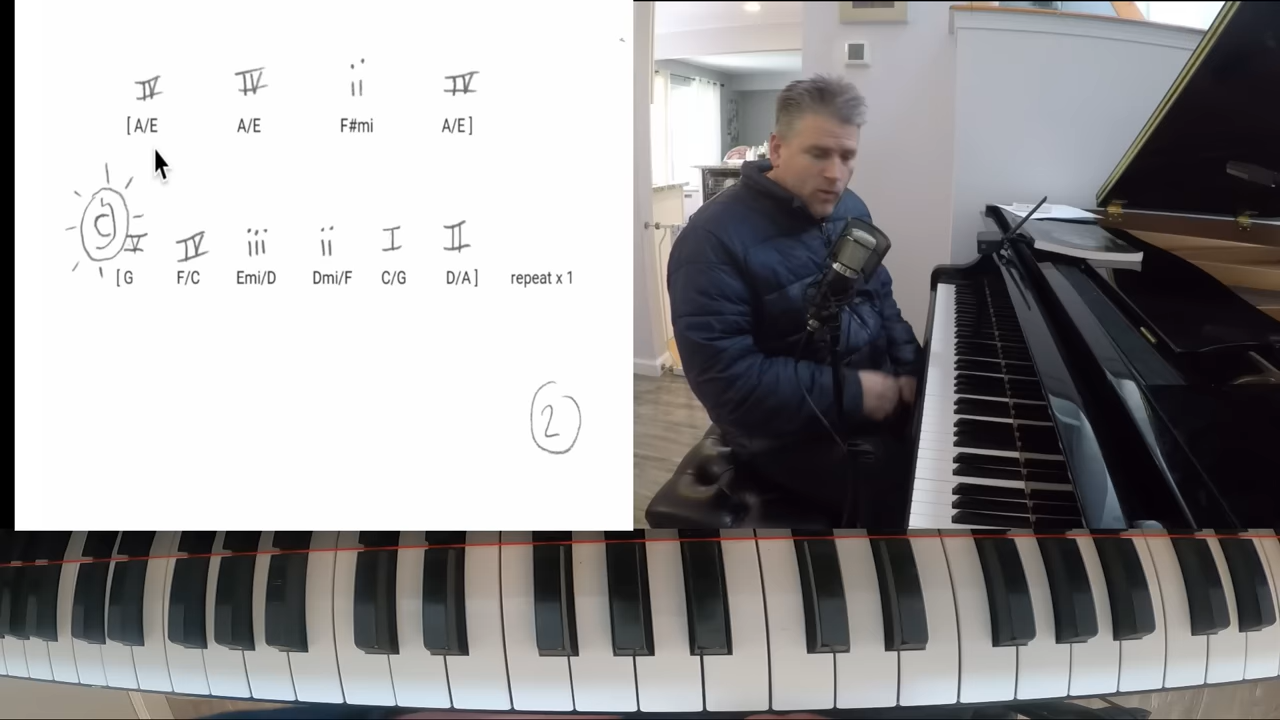 IV IV ii IV
[ A/E A/E F#mi A/E ]
C
V IV iii ii I II
[ G F/C Emi/D Dmi/F C/G D/A ] repeat x 1
2